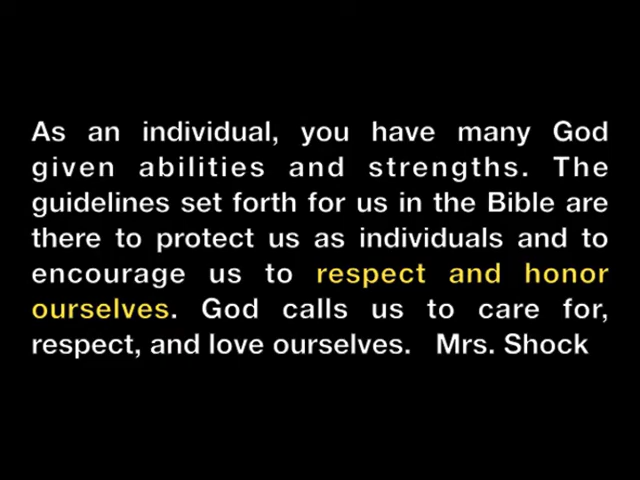 As an individual, you have many God
given abilities and strengths. The
guidelines set forth for us in the Bible are
there to protect us as individuals and to
encourage us to respect and honor
ourselves. God calls us to care for,
respect, and love ourselves. Mrs. Shock